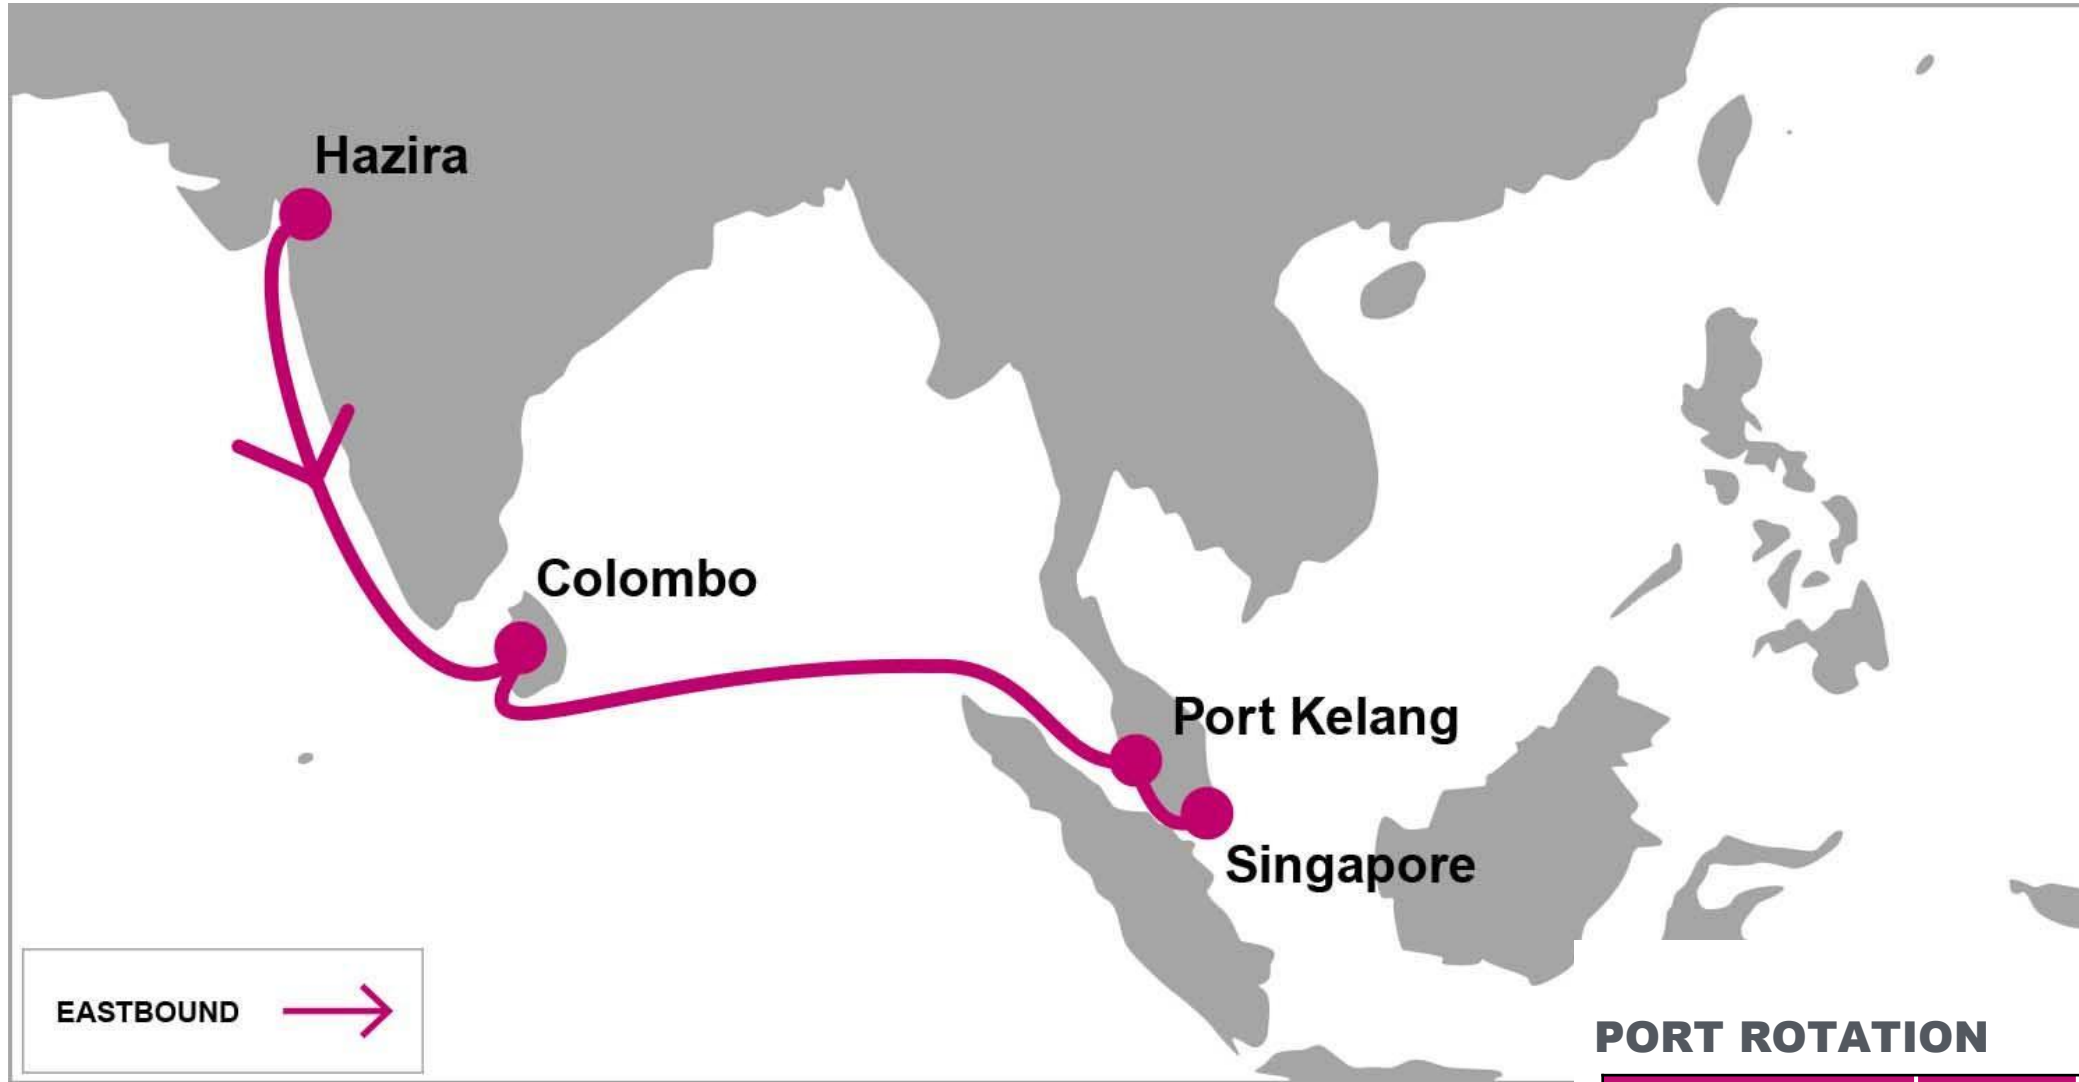 Hazira
Colombo
Port Kelang
Singapore
EASTBOUND
PORT ROTATION